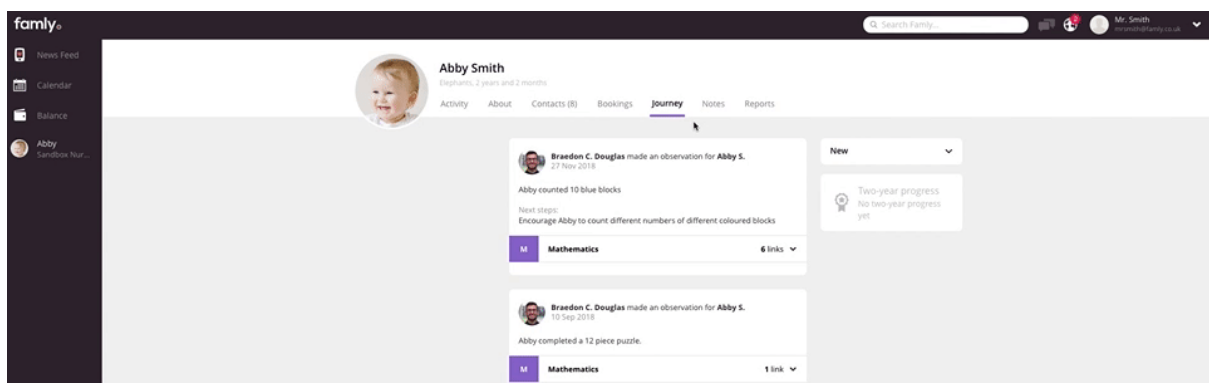 famly
Search Famly...
Mr. Smith
mrsmith@famly.co.uk
News Feed
Calendar
Balance
Abby
Sandbox Nur...
Abby Smith
Elephants, 2 years and 2 months
Activity About Contacts (8) Bookings Journey Notes Reports
Braedon C. Douglas made an observation for Abby S.
27 Nov 2018
Abby counted 10 blue blocks
Next steps:
Encourage Abby to count different numbers of different coloured blocks
M Mathematics 6 links
Braedon C. Douglas made an observation for Abby S.
10 Sep 2018
Abby completed a 12 piece puzzle.
M Mathematics 1 link
New
Two-year progress
No two-year progress
yet